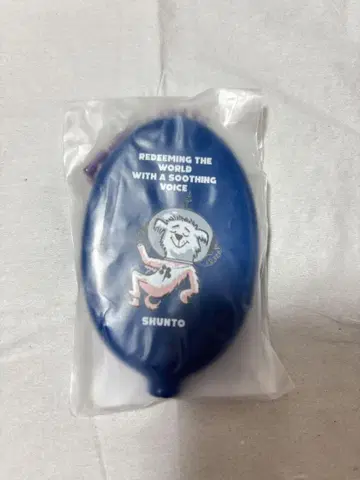 REDEEMING THE
WORLD
WITH A SOOTHING
VOICE
SHUNTO